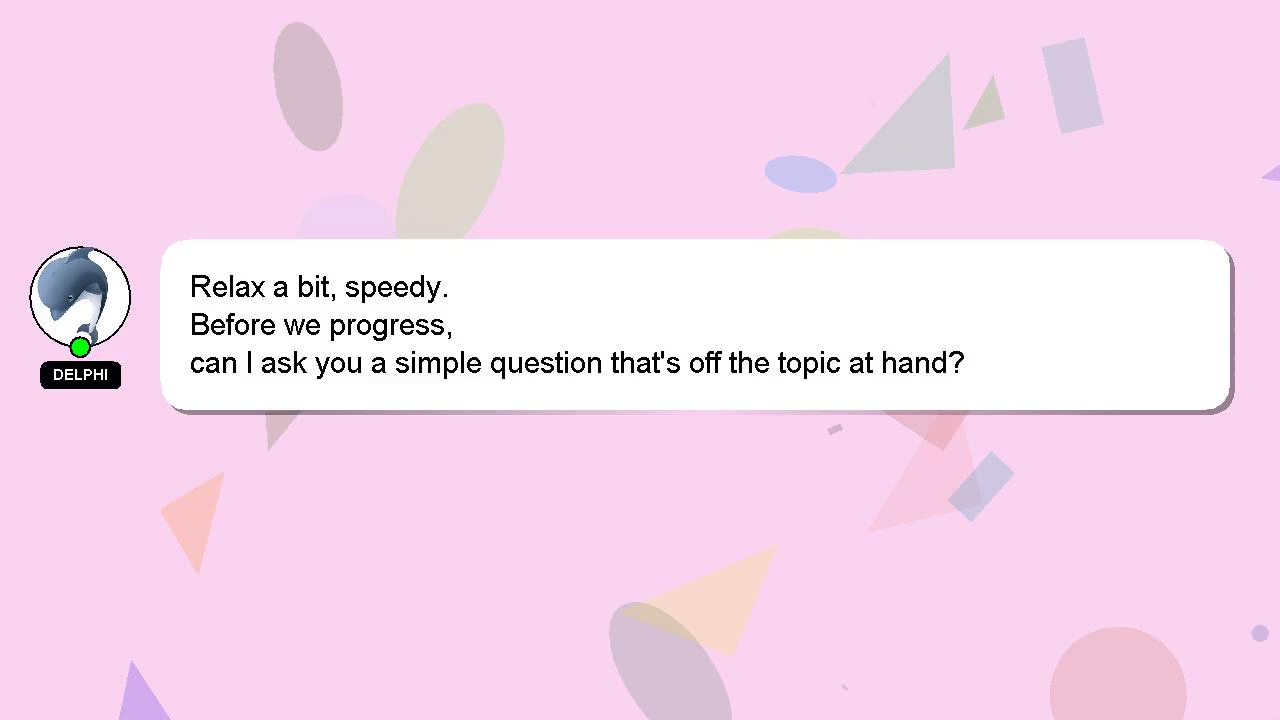 Relax a bit, speedy.
Before we progress,
can I ask you a simple question that's off the topic at hand?
DELPHI